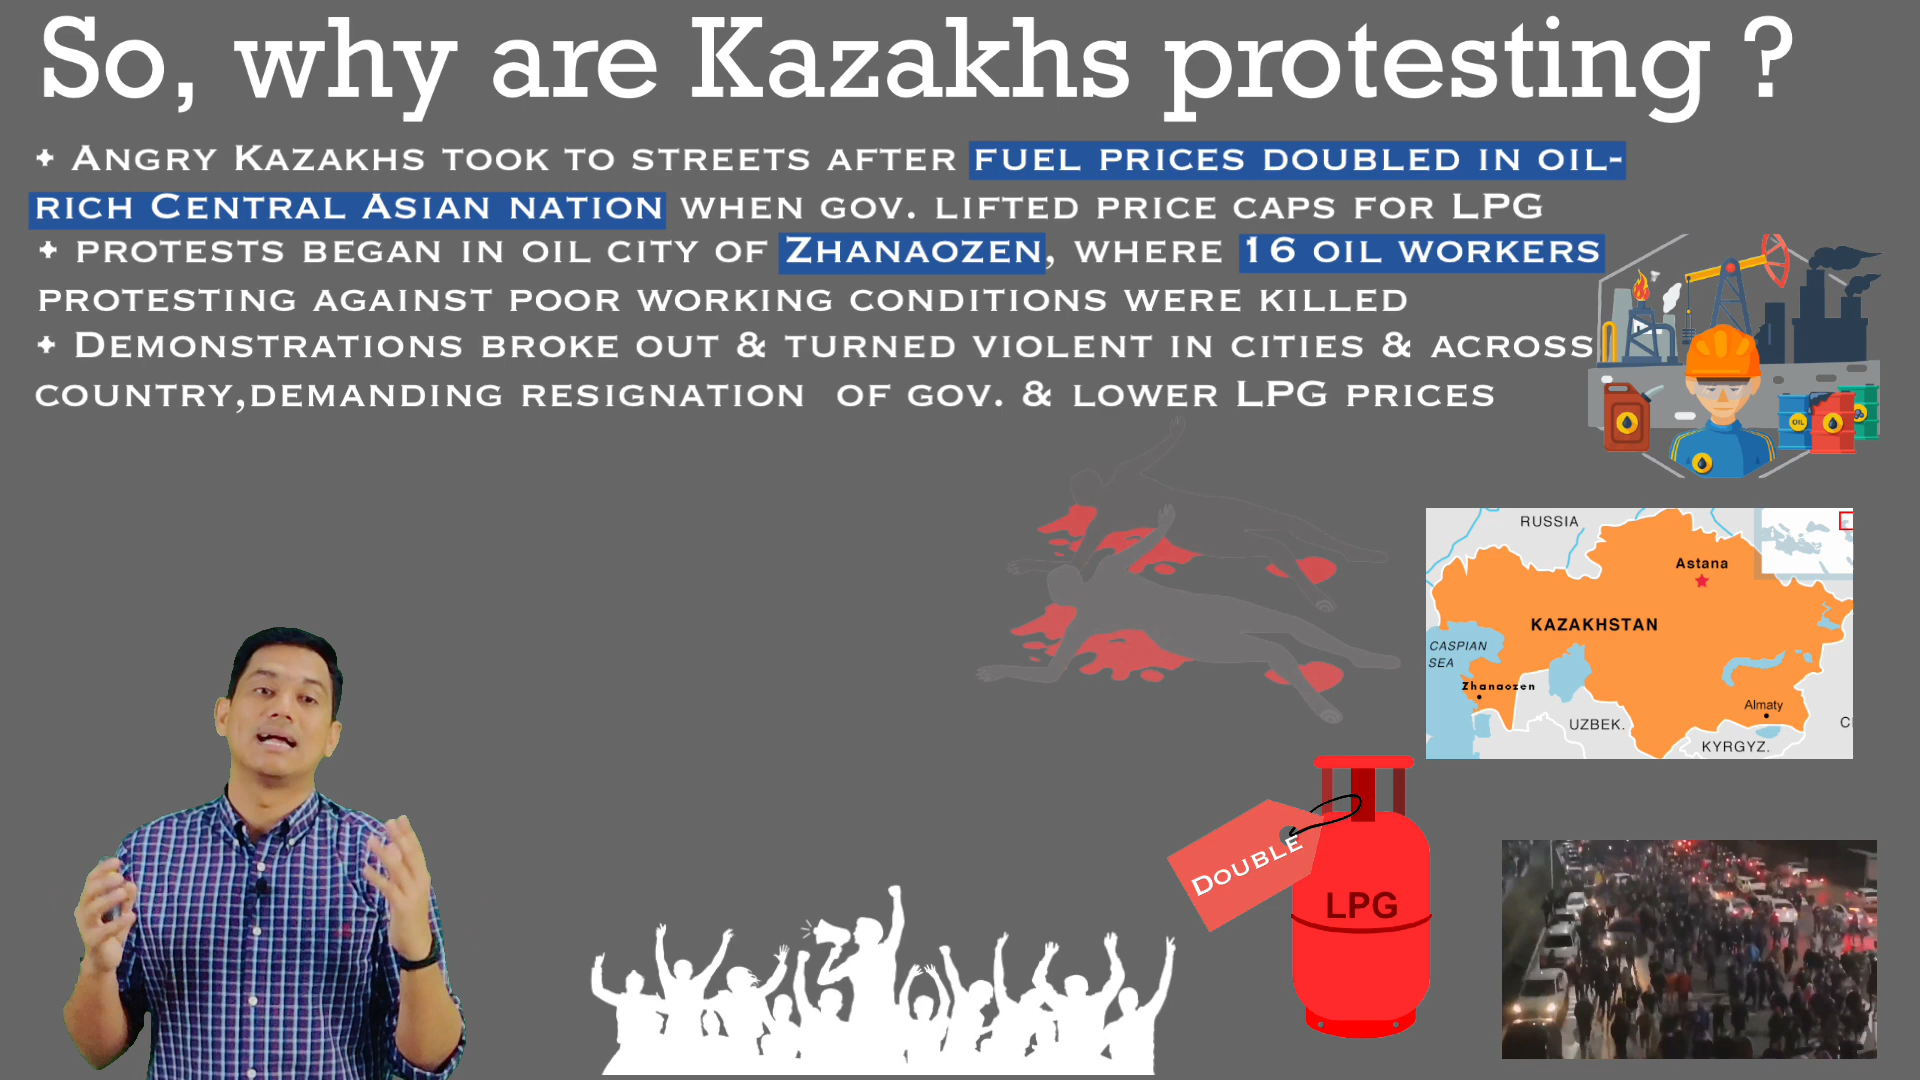 So, why are Kazakhs protesting ?
+ Angry Kazakhs took to streets after fuel prices doubled in oil-
rich Central Asian nation when gov. lifted price caps for LPG
+ protests began in oil city of Zhanaozen, where 16 oil workers
protesting against poor working conditions were killed
+ Demonstrations broke out & turned violent in cities & across
country,demanding resignation of gov. & lower LPG prices
OIL
RUSSIA
Astana
KAZAKHSTAN
CASPIAN
SEA
Zhanaozen
Almaty
UZBEK.
C
KYRGYZ.
Double
LPG